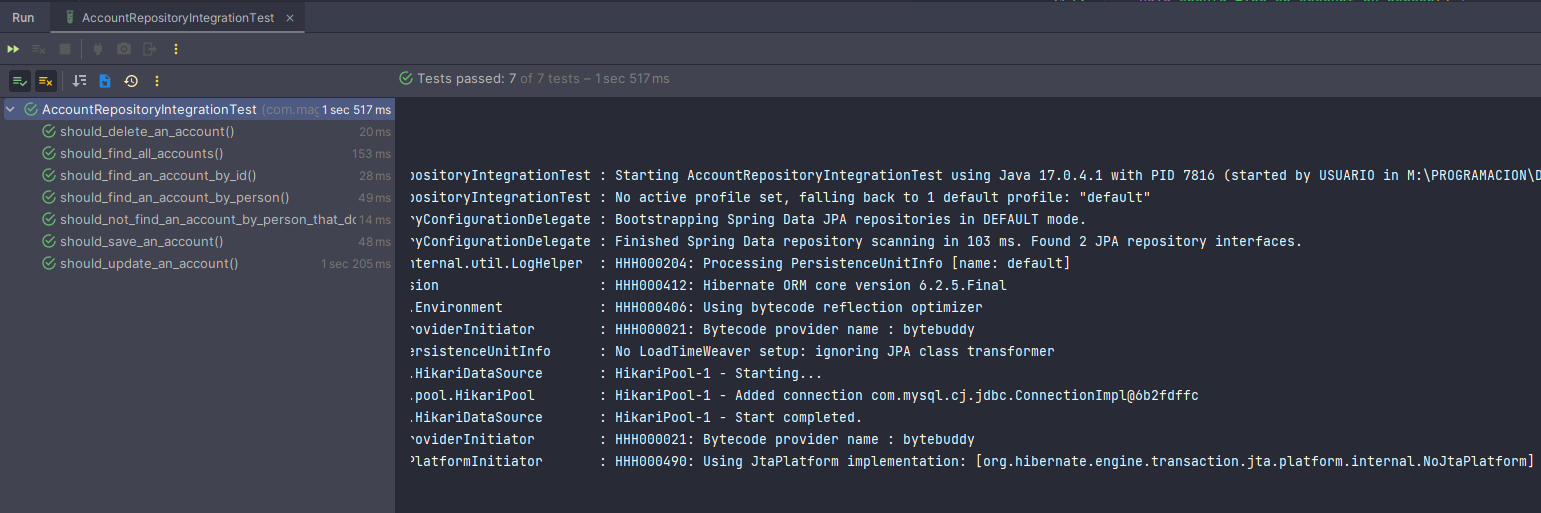 Run AccountRepositoryIntegrationTest
Tests passed: 7 of 7 tests – 1 sec 517 ms
AccountRepositoryIntegrationTest (com.mag 1 sec 517 ms
should_delete_an_account() 20 ms
should_find_all_accounts() 153 ms
should_find_an_account_by_id() 28 ms
should_find_an_account_by_person() 49 ms
should_not_find_an_account_by_person_that_do 14 ms
should_save_an_account() 48 ms
should_update_an_account() 1 sec 205 ms
positoryIntegrationTest : Starting AccountRepositoryIntegrationTest using Java 17.0.4.1 with PID 7816 (started by USUARIO in M:\PROGRAMACION\D
positoryIntegrationTest : No active profile set, falling back to 1 default profile: "default"
ryConfigurationDelegate : Bootstrapping Spring Data JPA repositories in DEFAULT mode.
ryConfigurationDelegate : Finished Spring Data repository scanning in 103 ms. Found 2 JPA repository interfaces.
nternal.util.LogHelper : HHH000204: Processing PersistenceUnitInfo [name: default]
sion : HHH000412: Hibernate ORM core version 6.2.5.Final
.Environment : HHH000406: Using bytecode reflection optimizer
roviderInitiator : HHH000021: Bytecode provider name : bytebuddy
ersistenceUnitInfo : No LoadTimeWeaver setup: ignoring JPA class transformer
.HikariDataSource : HikariPool-1 - Starting...
.pool.HikariPool : HikariPool-1 - Added connection com.mysql.cj.jdbc.ConnectionImpl@6b2fdffc
.HikariDataSource : HikariPool-1 - Start completed.
roviderInitiator : HHH000021: Bytecode provider name : bytebuddy
PlatformInitiator : HHH000490: Using JtaPlatform implementation: [org.hibernate.engine.transaction.jta.platform.internal.NoJtaPlatform]